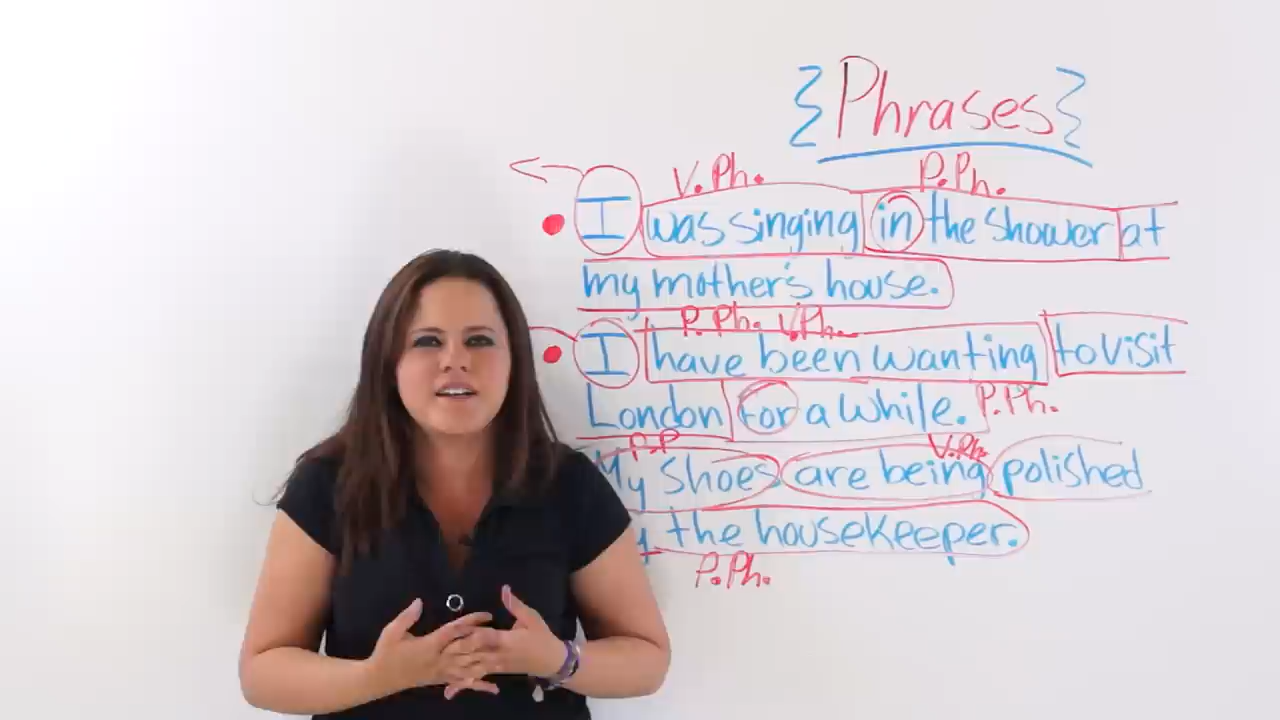 {Phrases}
V.Ph. P.Ph.
• I was singing in the shower at
my mother's house.
P.Ph. V.Ph.
• I have been wanting to visit
London for a while. P.Ph.
P.P V.Ph.
My shoes are being polished
the housekeeper.
P.Ph.